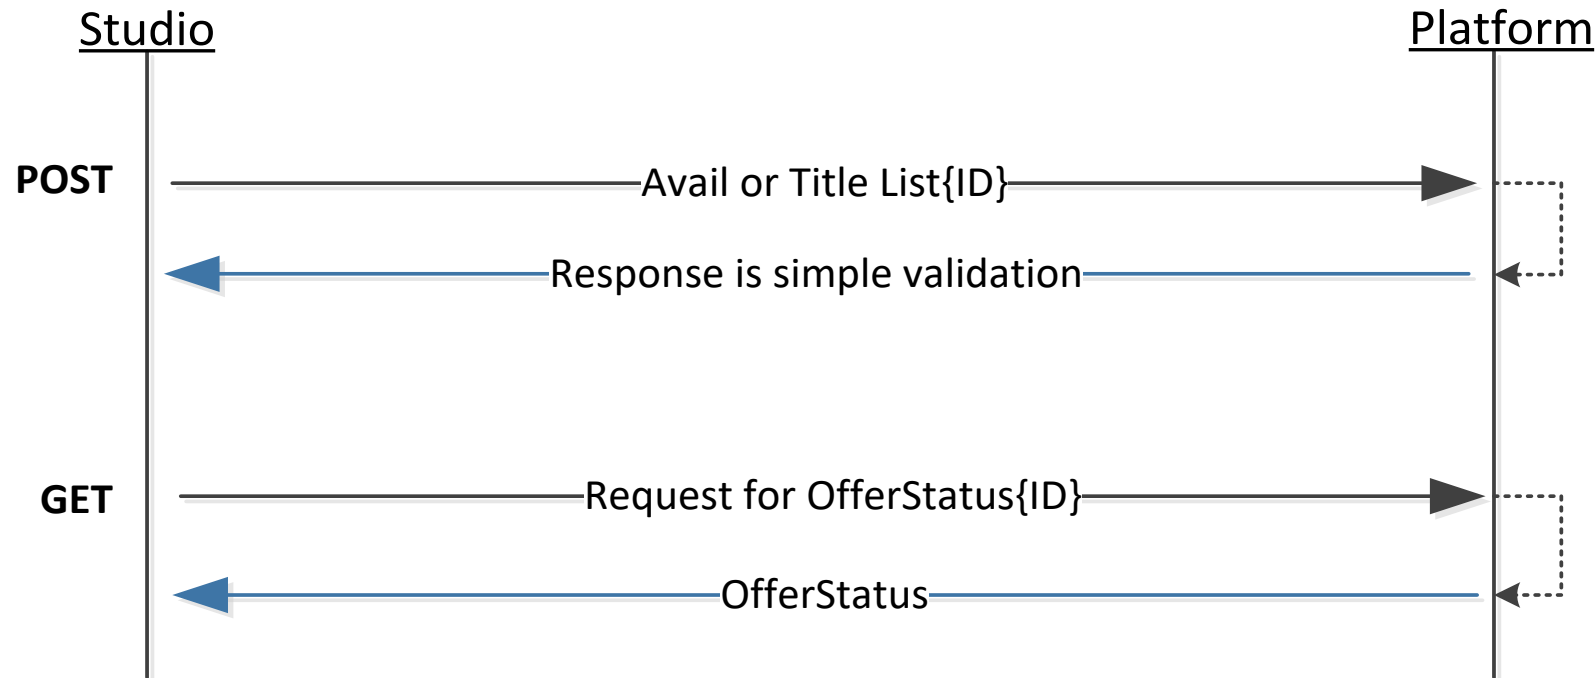 Studio
Platform
POST
Avail or Title List{ID}
Response is simple validation
GET
Request for OfferStatus{ID}
OfferStatus